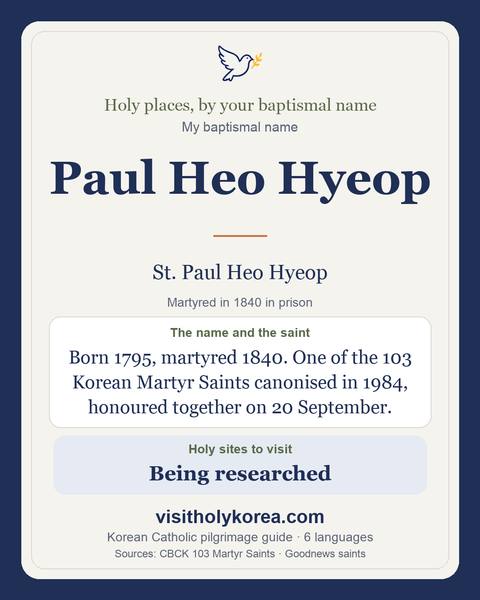 Holy places, by your baptismal name
My baptismal name
Paul Heo Hyeop
St. Paul Heo Hyeop
Martyred in 1840 in prison
The name and the saint
Born 1795, martyred 1840. One of the 103
Korean Martyr Saints canonised in 1984,
honoured together on 20 September.
Holy sites to visit
Being researched
visitholykorea.com
Korean Catholic pilgrimage guide · 6 languages
Sources: CBCK 103 Martyr Saints · Goodnews saints